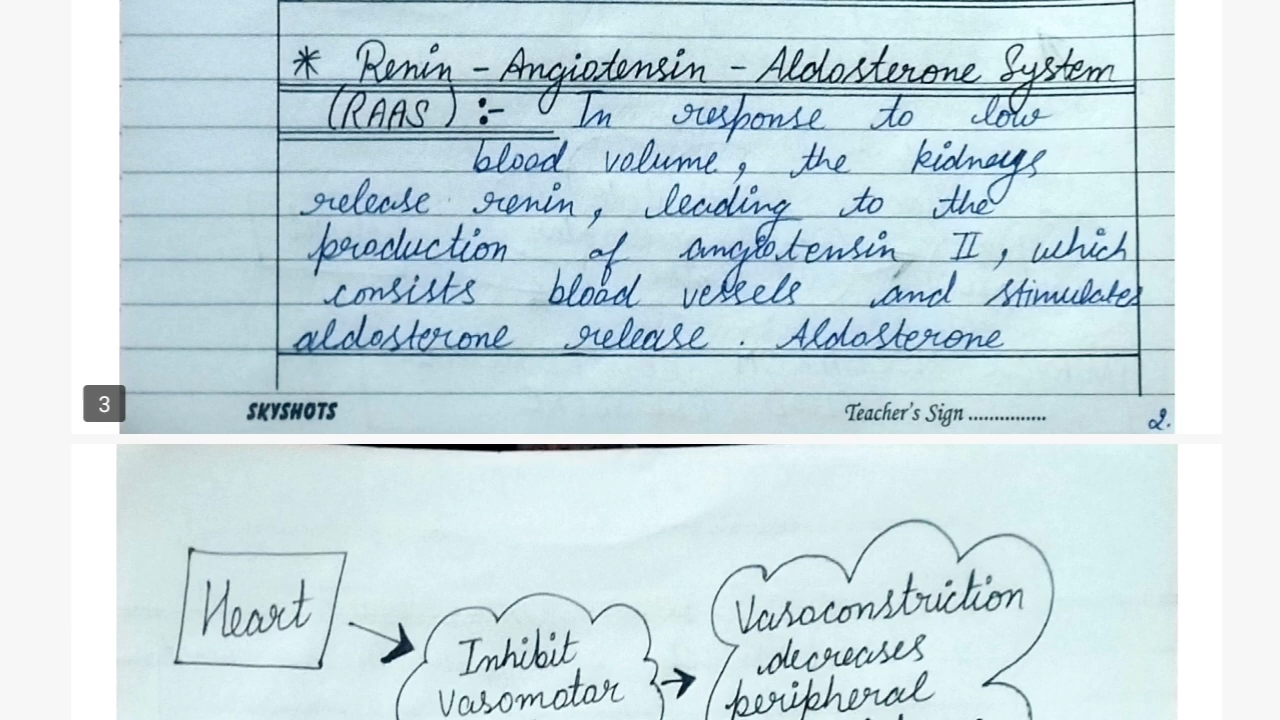 * Renin - Angiotensin - Aldosterone System
(RAAS) :- In response to low
blood volume, the kidneys
release renin, leading to the
production of angiotensin II, which
consists blood vessels and stimulates
aldosterone release. Aldosterone
3
SKYSHOTS
Teacher's Sign ...............
2.
Heart
Inhibit
vasomotar
Vasoconstriction
decreases
peripheral